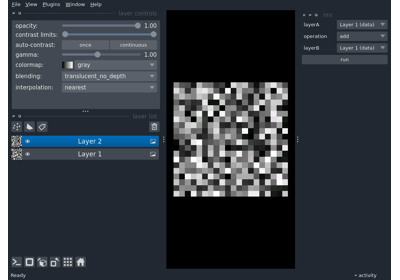 File View Plugins Window Help
layer controls
opacity: 1.00
contrast limits:
auto-contrast: once continuous
gamma: 1.00
colormap: gray
blending: translucent_no_depth
interpolation: nearest
layer list
Layer 2
Layer 1
Ready
layerA Layer 1 (data)
operation add
layerB Layer 1 (data)
run
activity